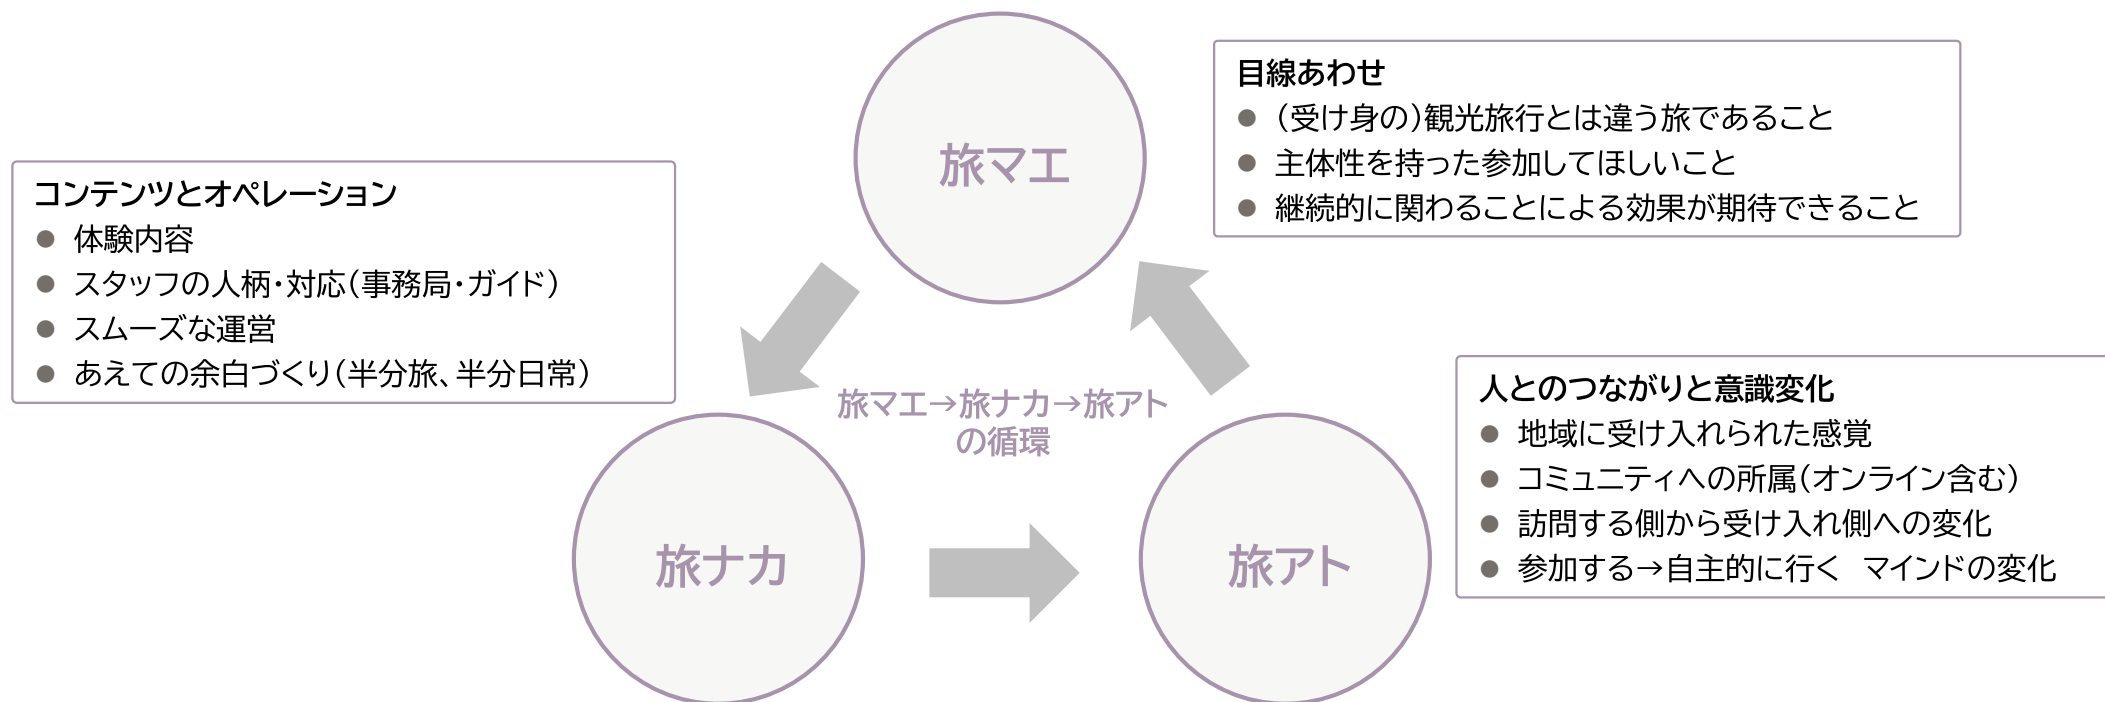 旅マエ
目線あわせ
● (受け身の)観光旅行とは違う旅であること
● 主体性を持った参加してほしいこと
● 継続的に関わることによる効果が期待できること
コンテンツとオペレーション
● 体験内容
● スタッフの人柄・対応(事務局・ガイド)
● スムーズな運営
● あえての余白づくり(半分旅、半分日常)
旅マエ→旅ナカ→旅アト
の循環
旅ナカ
旅アト
人とのつながりと意識変化
● 地域に受け入れられた感覚
● コミュニティへの所属(オンライン含む)
● 訪問する側から受け入れ側への変化
● 参加する→自主的に行く　マインドの変化